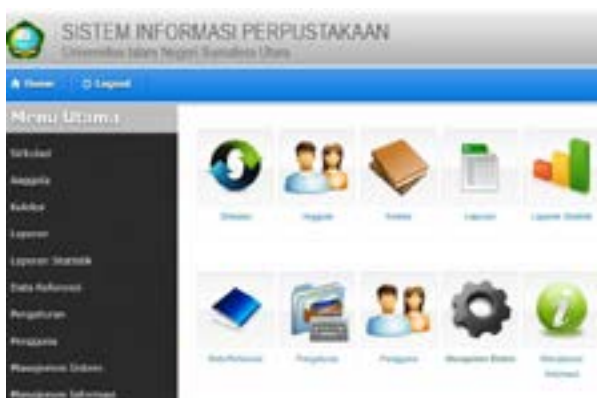 SISTEM INFORMASI PERPUSTAKAAN
Universitas Islam Negeri Sumatera Utara
Home Logout
Menu Utama
Sirkulasi
Anggota
Koleksi
Laporan
Laporan Statistik
Data Referensi
Pengaturan
Pengguna
Manajemen Sistem
Manajemen Informasi
Sirkulasi
Anggota
Koleksi
Laporan
Laporan Statistik
Data Referensi
Pengaturan
Pengguna
Manajemen Sistem
Manajemen
Informasi